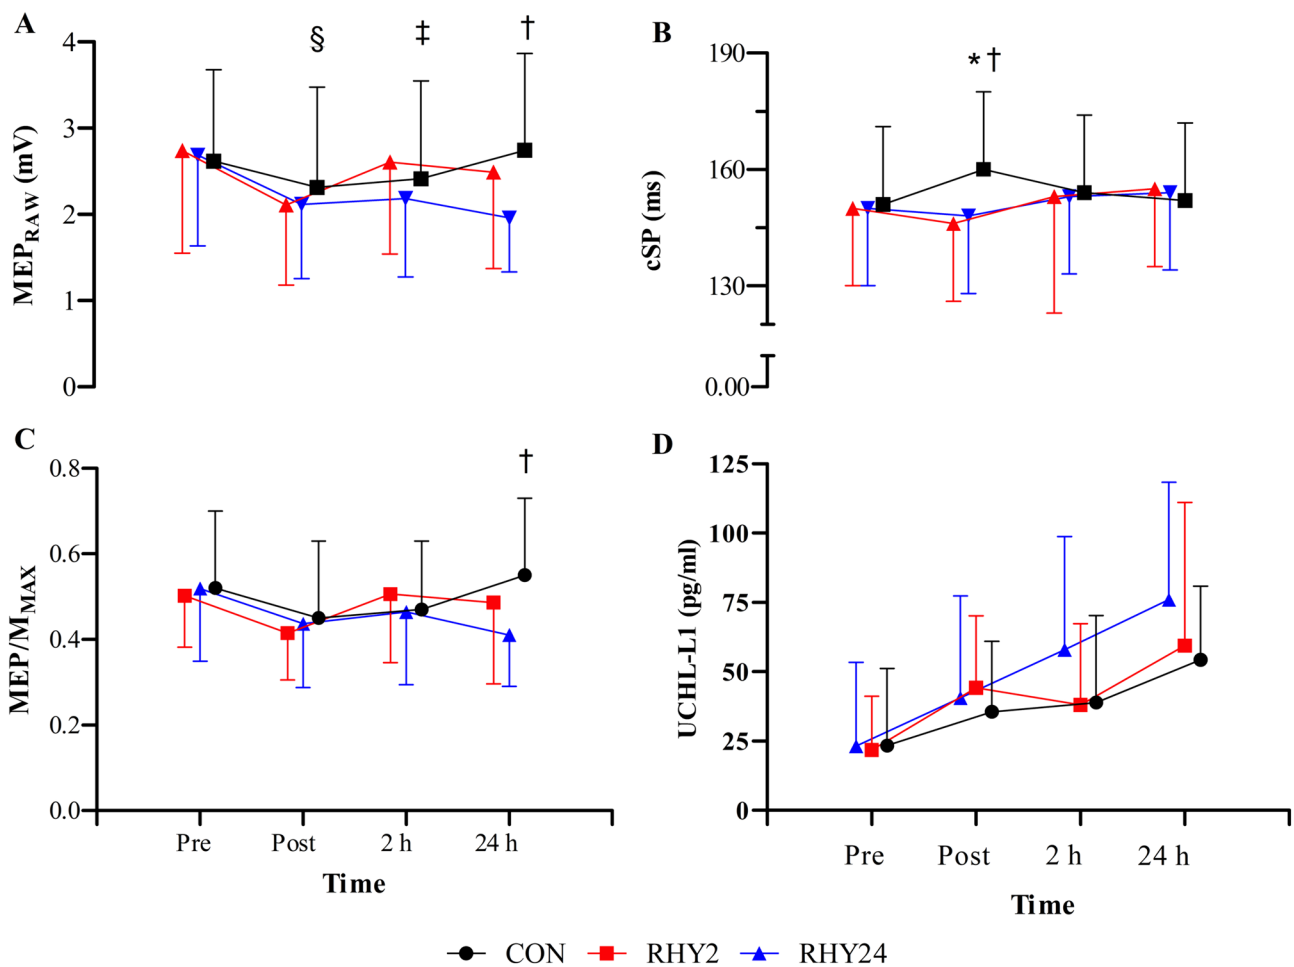 A
§ ‡ †
4
3
2
1
0
MEPRAW (mV)
B
* †
190
160
130
0.00
cSP (ms)
C
†
0.8
0.6
0.4
0.2
0.0
MEP/MMAX
Pre Post 2 h 24 h
Time
D
125
100
75
50
25
0
UCHL-L1 (pg/ml)
Pre Post 2 h 24 h
Time
CON RHY2 RHY24